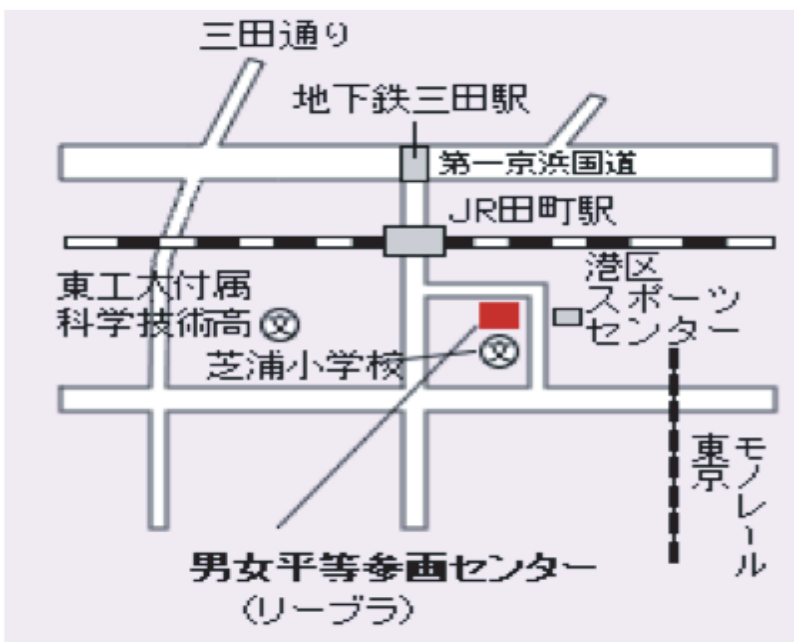 三田通り
地下鉄三田駅
第一京浜国道
JR田町駅
港区
スポーツ
センター
東工大付属
科学技術高
文
芝浦小学校
文
東京
モノレール
男女平等参画センター
(リーブラ)